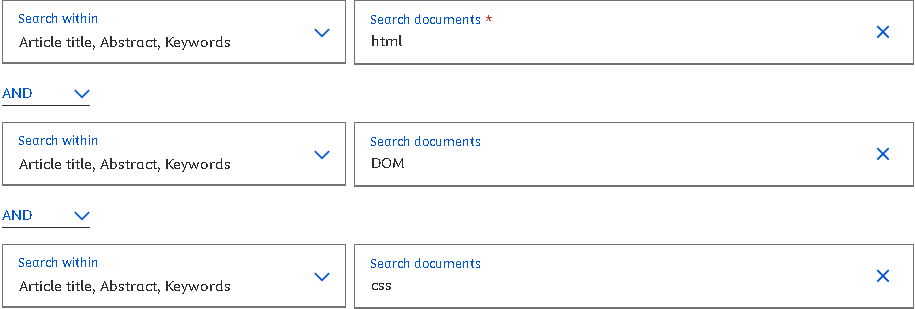 Search within
Article title, Abstract, Keywords
Search documents *
html
AND
Search within
Article title, Abstract, Keywords
Search documents
DOM
AND
Search within
Article title, Abstract, Keywords
Search documents
css